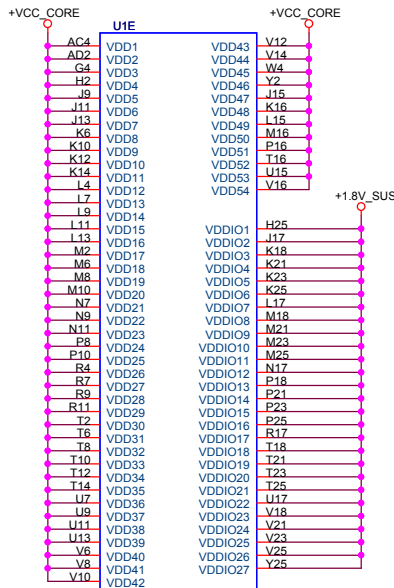 +VCC_CORE
U1E
AC4 VDD1
AD2 VDD2
G4 VDD3
H2 VDD4
J9 VDD5
J11 VDD6
J13 VDD7
K6 VDD8
K10 VDD9
K12 VDD10
K14 VDD11
L4 VDD12
L7 VDD13
L9 VDD14
L11 VDD15
L13 VDD16
M2 VDD17
M6 VDD18
M8 VDD19
M10 VDD20
N7 VDD21
N9 VDD22
N11 VDD23
P8 VDD24
P10 VDD25
R4 VDD26
R7 VDD27
R9 VDD28
R11 VDD29
T2 VDD30
T6 VDD31
T8 VDD32
T10 VDD33
T12 VDD34
T14 VDD35
U7 VDD36
U9 VDD37
U11 VDD38
U13 VDD39
V6 VDD40
V8 VDD41
V10 VDD42
+VCC_CORE
VDD43 V12
VDD44 V14
VDD45 W4
VDD46 Y2
VDD47 J15
VDD48 K16
VDD49 L15
VDD50 M16
VDD51 P16
VDD52 T16
VDD53 U15
VDD54 V16
+1.8V_SUS
VDDIO1 H25
VDDIO2 J17
VDDIO3 K18
VDDIO4 K21
VDDIO5 K23
VDDIO6 K25
VDDIO7 L17
VDDIO8 M18
VDDIO9 M21
VDDIO10 M23
VDDIO11 M25
VDDIO12 N17
VDDIO13 P18
VDDIO14 P21
VDDIO15 P23
VDDIO16 P25
VDDIO17 R17
VDDIO18 T18
VDDIO19 T21
VDDIO20 T23
VDDIO21 T25
VDDIO22 U17
VDDIO23 V18
VDDIO24 V21
VDDIO25 V23
VDDIO26 V25
VDDIO27 Y25